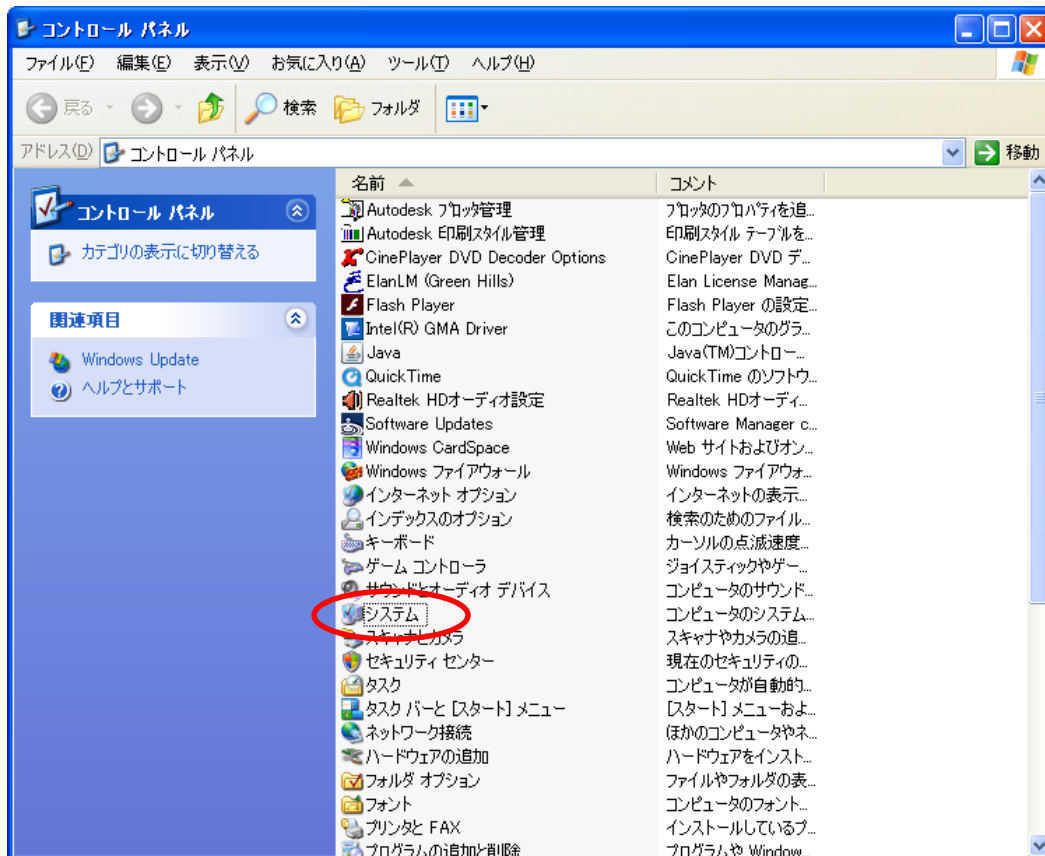 コントロール パネル
ファイル(F) 編集(E) 表示(V) お気に入り(A) ツール(T) ヘルプ(H)
戻る 検索 フォルダ
アドレス(D) コントロール パネル 移動
コントロール パネル
カテゴリの表示に切り替える
関連項目
Windows Update
ヘルプとサポート
名前 コメント
Autodesk プロッタ管理 プロッタのプロパティを追...
Autodesk 印刷スタイル管理 印刷スタイル テーブルを...
CinePlayer DVD Decoder Options CinePlayer DVD デ...
ElanLM (Green Hills) Elan License Manag...
Flash Player Flash Player の設定...
Intel(R) GMA Driver このコンピュータのグラ...
Java Java(TM)コントロー...
QuickTime QuickTime のソフトウ...
Realtek HDオーディオ設定 Realtek HDオーディ...
Software Updates Software Manager c...
Windows CardSpace Web サイトおよびオン...
Windows ファイアウォール Windows ファイアウォ...
インターネット オプション インターネットの表示...
インデックスのオプション 検索のためのファイル...
キーボード カーソルの点滅速度...
ゲーム コントローラ ジョイスティックやゲー...
サウンドとオーディオ デバイス コンピュータのサウンド...
システム コンピュータのシステム...
スキャナとカメラ スキャナやカメラの追...
セキュリティ センター 現在のセキュリティの...
タスク コンピュータが自動的...
タスク バーと [スタート] メニュー [スタート] メニューおよ...
ネットワーク接続 ほかのコンピュータやネ...
ハードウェアの追加 ハードウェアをインスト...
フォルダ オプション ファイルやフォルダの表...
フォント コンピュータのフォント...
プリンタと FAX インストールしているプ...
プログラムの追加と削除 プログラムや Window...